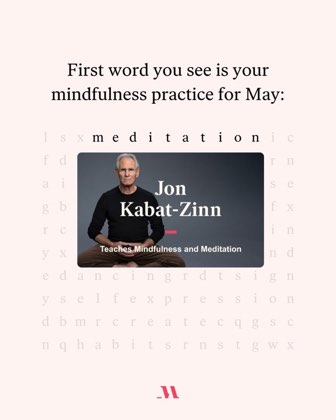 First word you see is your
mindfulness practice for May:
l s x m e d i t a t i o n i c
f d r n
a i s e
g b f x
r c i n
y x n d
Jon
Kabat-Zinn
Teaches Mindfulness and Meditation
e d a n c i n g r d t s i g n
y s e l f e x p r e s s i o n
d b m r c r e a t e c q g s c
n q h a b i t s r n s t g w x